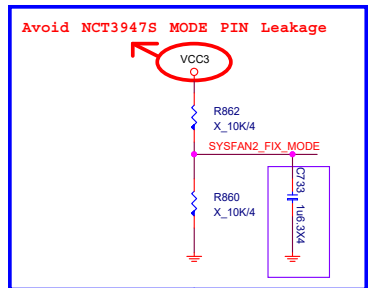 Avoid NCT3947S MODE PIN Leakage
VCC3
R862
X_10K/4
SYSFAN2_FIX_MODE
R860
X_10K/4
C733
1u6.3X4